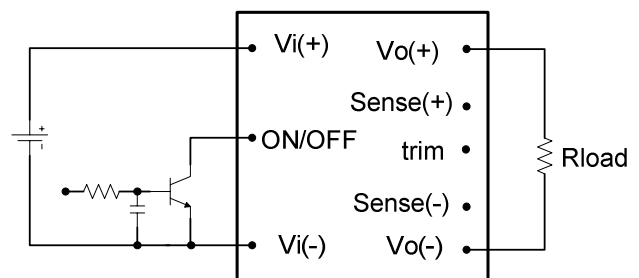 Vi(+)
Vo(+)
Sense(+)
ON/OFF
trim
Rload
Sense(-)
Vi(-)
Vo(-)
+
-